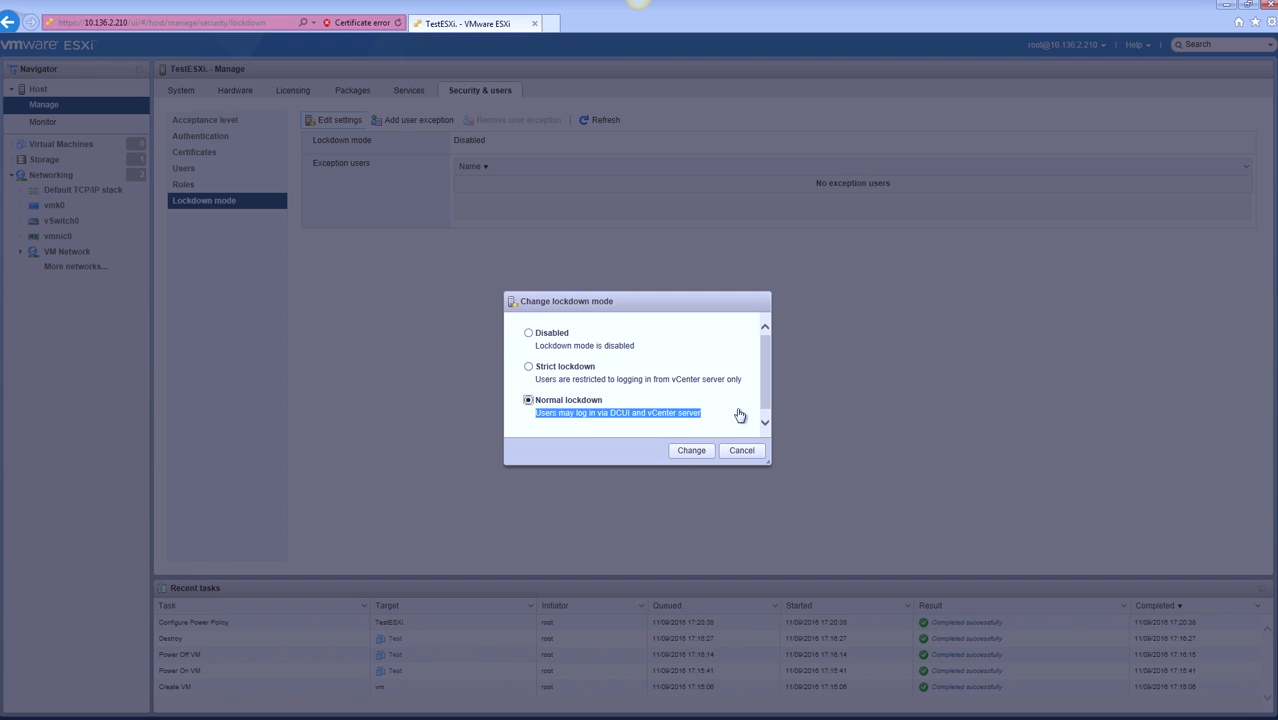 https://10.136.2.210/ui/#/host/manage/security/lockdown
Certificate error
TestESXi. - VMware ESXi
vmware ESXi
root@10.136.2.210
Help
Search
Navigator
TestESXi. - Manage
Host
Manage
Monitor
Virtual Machines 0
Storage 1
Networking 2
Default TCP/IP stack
vmk0
vSwitch0
vmnic0
VM Network
More networks...
System Hardware Licensing Packages Services Security & users
Acceptance level
Authentication
Certificates
Users
Roles
Lockdown mode
Edit settings Add user exception Remove user exception Refresh
Lockdown mode Disabled
Exception users
Name
No exception users
Change lockdown mode
Disabled
Lockdown mode is disabled
Strict lockdown
Users are restricted to logging in from vCenter server only
Normal lockdown
Users may log in via DCUI and vCenter server
Change Cancel
Recent tasks
Task Target Initiator Queued Started Result Completed
Configure Power Policy TestESXi. root 11/09/2016 17:20:38 11/09/2016 17:20:38 Completed successfully 11/09/2016 17:20:38
Destroy Test root 11/09/2016 17:16:27 11/09/2016 17:16:27 Completed successfully 11/09/2016 17:16:27
Power Off VM Test root 11/09/2016 17:16:14 11/09/2016 17:16:14 Completed successfully 11/09/2016 17:16:15
Power On VM Test root 11/09/2016 17:15:41 11/09/2016 17:15:41 Completed successfully 11/09/2016 17:15:41
Create VM vm root 11/09/2016 17:15:06 11/09/2016 17:15:06 Completed successfully 11/09/2016 17:15:06